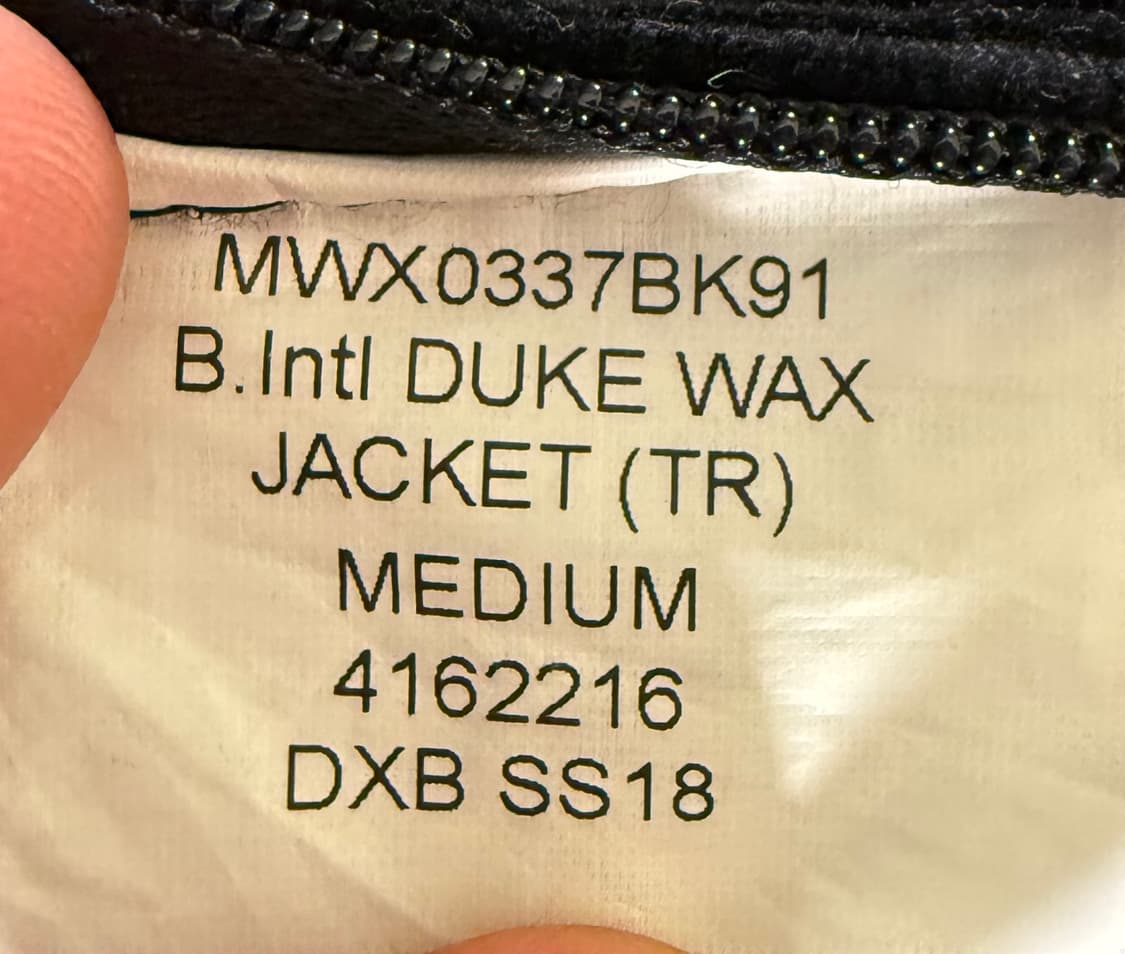 MWX0337BK91
B.Intl DUKE WAX
JACKET (TR)
MEDIUM
4162216
DXB SS18